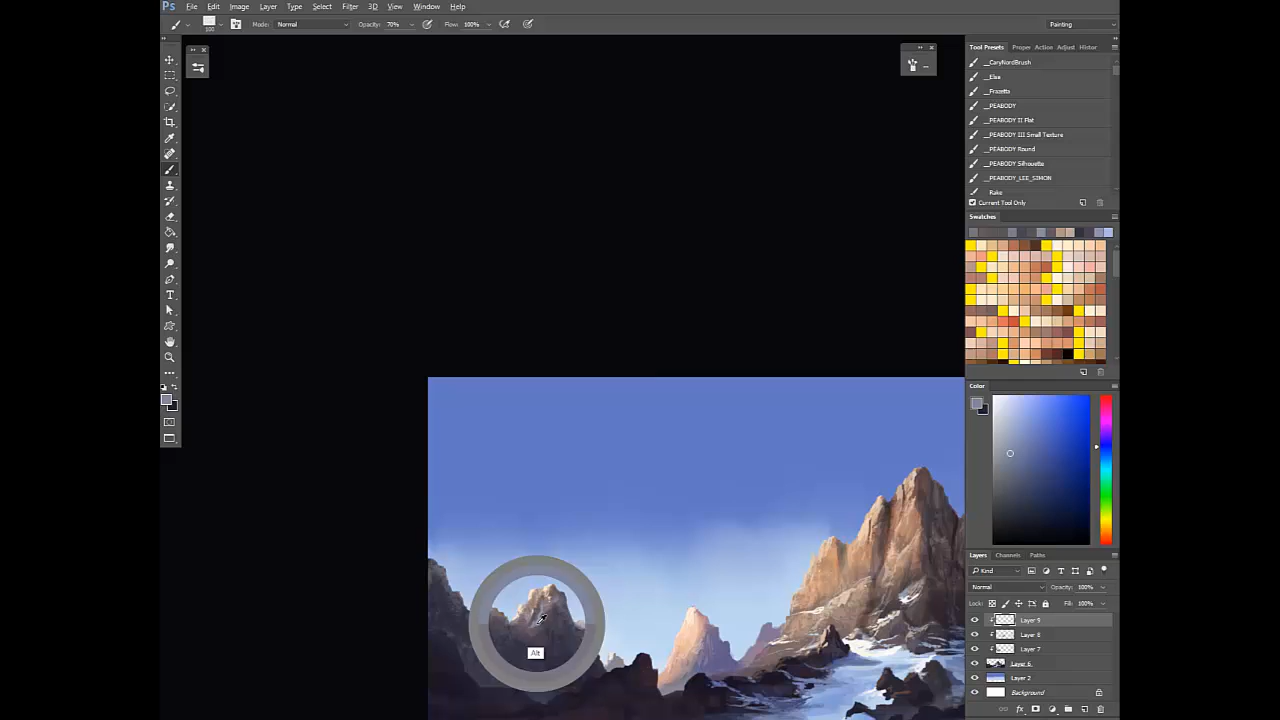 Ps File Edit Image Layer Type Select Filter 3D View Window Help
100 Mode: Normal Opacity: 70% Flow: 100% Painting
Tool Presets Proper Action Adjust Histor
__CaryNordBrush
__Elsa
__Frazetta
__PEABODY
__PEABODY II Flat
__PEABODY III Small Texture
__PEABODY Round
__PEABODY Silhouette
__PEABODY_LEE_SIMON
Rake
Current Tool Only
Swatches
Color
Layers Channels Paths
Kind
Normal Opacity: 100%
Lock: Fill: 100%
Layer 9
Layer 8
Layer 7
Layer 6
Layer 2
Background
fx
Alt